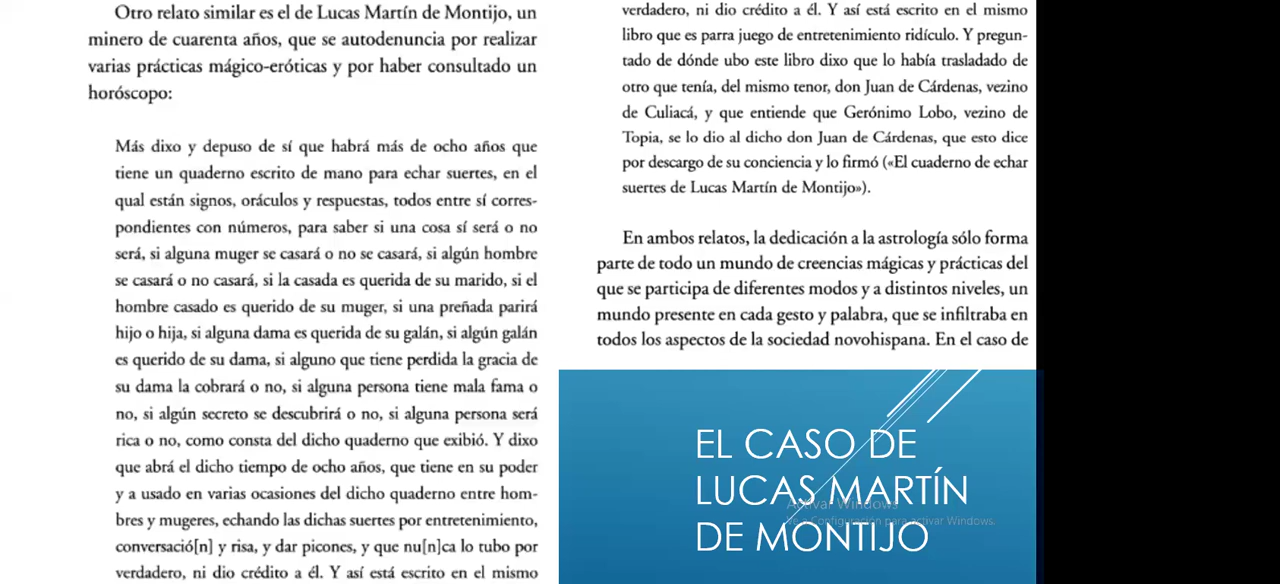 Otro relato similar es el de Lucas Martín de Montijo, un
minero de cuarenta años, que se autodenuncia por realizar
varias prácticas mágico-eróticas y por haber consultado un
horóscopo:
Más dixo y depuso de sí que habrá más de ocho años que
tiene un quaderno escrito de mano para echar suertes, en el
qual están signos, oráculos y respuestas, todos entre sí corres-
pondientes con números, para saber si una cosa sí será o no
será, si alguna muger se casará o no se casará, si algún hombre
se casará o no casará, si la casada es querida de su marido, si el
hombre casado es querido de su muger, si una preñada parirá
hijo o hija, si alguna dama es querida de su galán, si algún galán
es querido de su dama, si alguno que tiene perdida la gracia de
su dama la cobrará o no, si alguna persona tiene mala fama o
no, si algún secreto se descubrirá o no, si alguna persona será
rica o no, como consta del dicho quaderno que exibió. Y dixo
que abrá el dicho tiempo de ocho años, que tiene en su poder
y a usado en varias ocasiones del dicho quaderno entre hom-
bres y mugeres, echando las dichas suertes por entretenimiento,
conversació[n] y risa, y dar picones, y que nu[n]ca lo tubo por
verdadero, ni dio crédito a él. Y así está escrito en el mismo
verdadero, ni dio crédito a él. Y así está escrito en el mismo
libro que es parra juego de entretenimiento ridículo. Y pregun-
tado de dónde ubo este libro dixo que lo había trasladado de
otro que tenía, del mismo tenor, don Juan de Cárdenas, vezino
de Culiacá, y que entiende que Gerónimo Lobo, vezino de
Topia, se lo dio al dicho don Juan de Cárdenas, que esto dice
por descargo de su conciencia y lo firmó («El cuaderno de echar
suertes de Lucas Martín de Montijo»).
En ambos relatos, la dedicación a la astrología sólo forma
parte de todo un mundo de creencias mágicas y prácticas del
que se participa de diferentes modos y a distintos niveles, un
mundo presente en cada gesto y palabra, que se infiltraba en
todos los aspectos de la sociedad novohispana. En el caso de
EL CASO DE
LUCAS MARTÍN
DE MONTIJO
Activar Windows
Ve a Configuración para activar Windows.